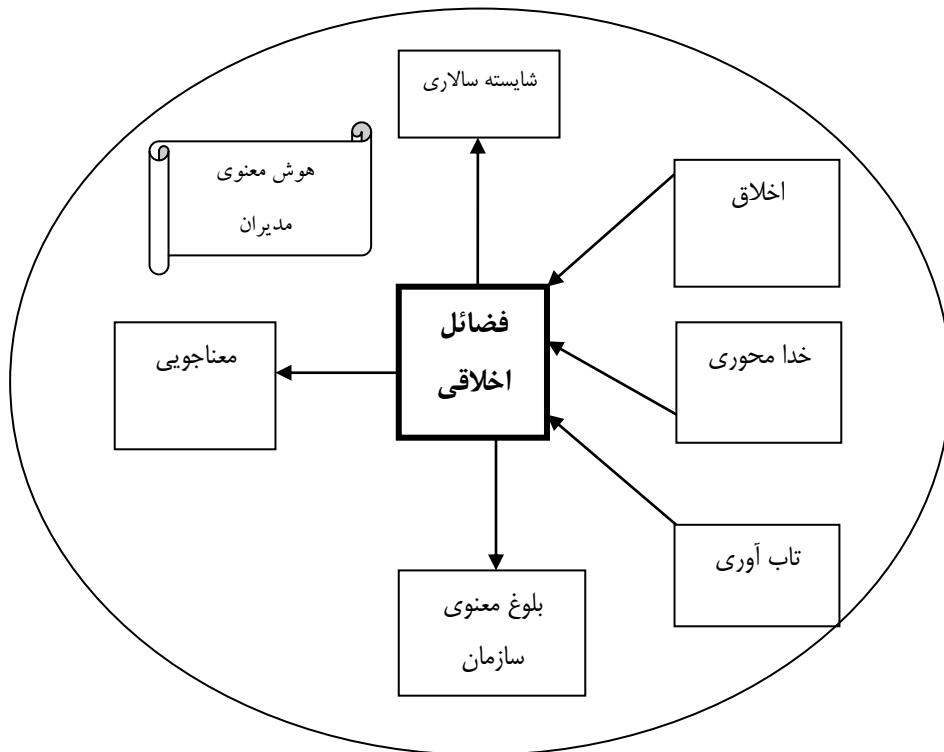 شایسته سالاری
هوش معنوی
مدیران
اخلاق
فضائل
اخلاقی
خدا محوری
معناجویی
تاب آوری
بلوغ معنوی
سازمان